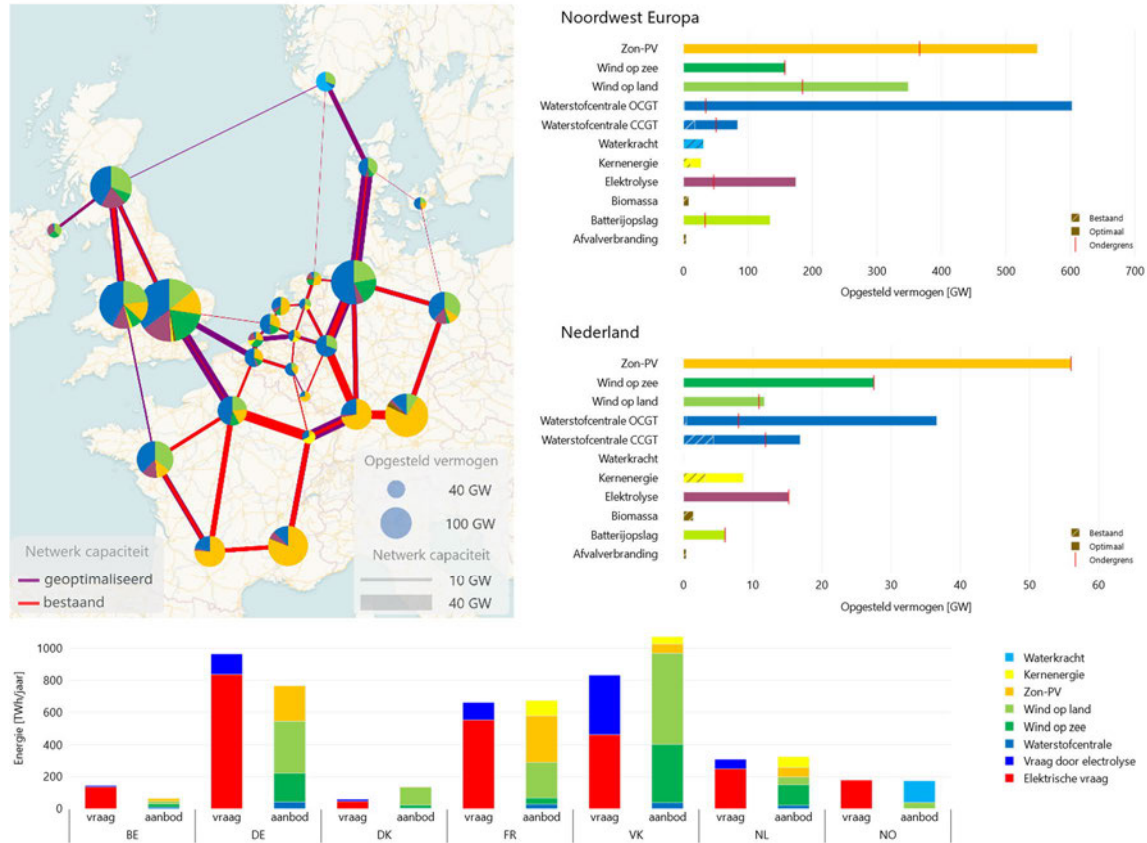 Opgesteld vermogen
40 GW
100 GW
Netwerk capaciteit
10 GW
40 GW
Netwerk capaciteit
geoptimaliseerd
bestaand
Noordwest Europa
Zon-PV
Wind op zee
Wind op land
Waterstofcentrale OCGT
Waterstofcentrale CCGT
Waterkracht
Kernenergie
Elektrolyse
Biomassa
Batterijopslag
Afvalverbranding
Bestaand
Optimaal
Ondergrens
0 100 200 300 400 500 600 700
Opgesteld vermogen [GW]
Nederland
Zon-PV
Wind op zee
Wind op land
Waterstofcentrale OCGT
Waterstofcentrale CCGT
Waterkracht
Kernenergie
Elektrolyse
Biomassa
Batterijopslag
Afvalverbranding
Bestaand
Optimaal
Ondergrens
0 10 20 30 40 50 60
Opgesteld vermogen [GW]
Energie [TWh/jaar]
1000
800
600
400
200
0
vraag aanbod vraag aanbod vraag aanbod vraag aanbod vraag aanbod vraag aanbod vraag aanbod
BE DE DK FR VK NL NO
Waterkracht
Kernenergie
Zon-PV
Wind op land
Wind op zee
Waterstofcentrale
Vraag door electrolyse
Elektrische vraag